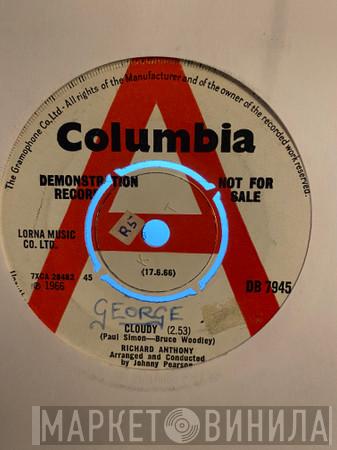 The Gramophone Co., Ltd. - All rights of the Manufacturer and of the owner of the recorded work reserved.
Columbia
DEMONSTRATION NOT FOR
RECORD SALE
LORNA MUSIC
CO. LTD.
R5
7XCA 28483 45
℗ 1966
(17.6.66)
DB 7945
GEORGE
CLOUDY (2.53)
(Paul Simon—Bruce Woodley)
RICHARD ANTHONY
Arranged and Conducted
by Johnny Pearson
МАРКЕТ ВИНИЛА